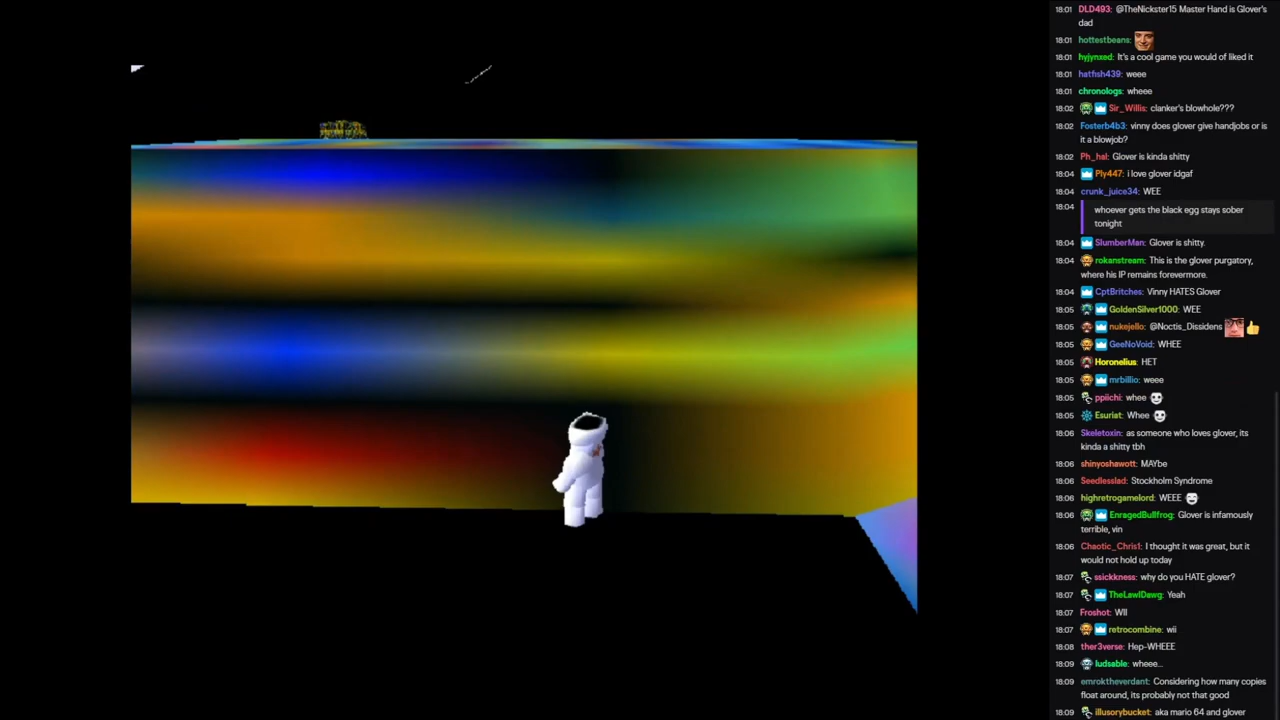 18:01 DLD493: @TheNickster15 Master Hand is Glover's
dad
18:01 hottestbeans:
18:01 hyjynxed: It's a cool game you would of liked it
18:01 hatfish439: weee
18:01 chronologs: wheee
18:02 Sir_Willis: clanker's blowhole???
18:02 Fosterb4b3: vinny does glover give handjobs or is
it a blowjob?
18:02 Ph_hal: Glover is kinda shitty
18:04 Ply447: i love glover idgaf
18:04 crunk_juice34: WEE
18:04 whoever gets the black egg stays sober
tonight
18:04 SlumberMan: Glover is shitty.
18:04 rokanstream: This is the glover purgatory,
where his IP remains forevermore.
18:04 CptBritches: Vinny HATES Glover
18:05 GoldenSilver1000: WEE
18:05 nukejello: @Noctis_Dissidens
18:05 GeeNoVoid: WHEE
18:05 Horonelius: HET
18:05 mrbillio: weee
18:05 ppiichi: whee
18:05 Esuriat: Whee
18:06 Skeletoxin: as someone who loves glover, its
kinda a shitty tbh
18:06 shinyoshawott: MAYbe
18:06 Seedlesslad: Stockholm Syndrome
18:06 highretrogamelord: WEEE
18:06 EnragedBullfrog: Glover is infamously
terrible, vin
18:06 Chaotic_Chris1: I thought it was great, but it
would not hold up today
18:07 ssickkness: why do you HATE glover?
18:07 TheLawlDawg: Yeah
18:07 Froshot: WII
18:07 retrocombine: wii
18:08 ther3verse: Hep-WHEEE
18:09 ludsable: wheee...
18:09 emroktheverdant: Considering how many copies
float around, its probably not that good
18:09 illusorybucket: aka mario 64 and glover